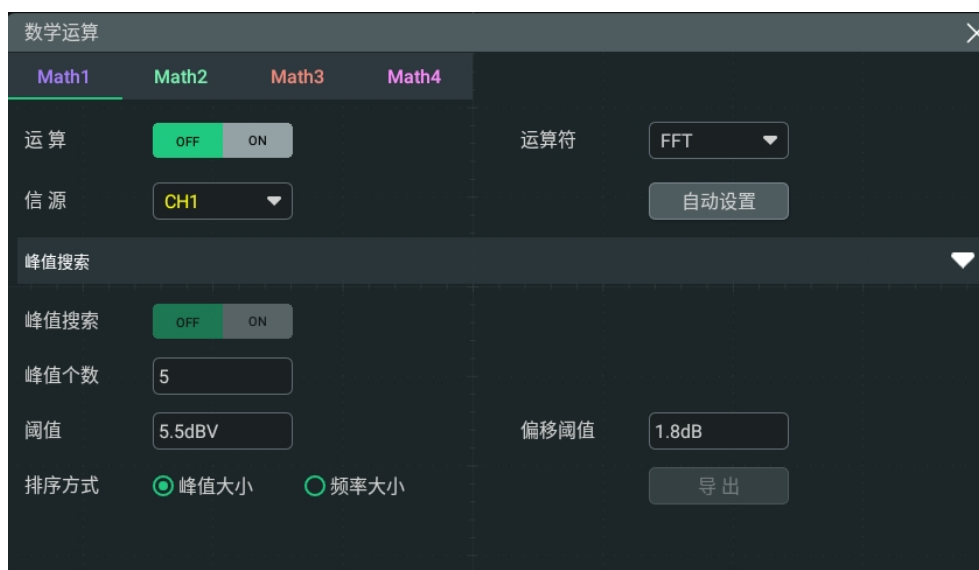 数学运算
Math1 Math2 Math3 Math4
运算 OFF ON 运算符 FFT
信源 CH1 自动设置
峰值搜索
峰值搜索 OFF ON
峰值个数 5
阈值 5.5dBV 偏移阈值 1.8dB
排序方式 峰值大小 频率大小 导出